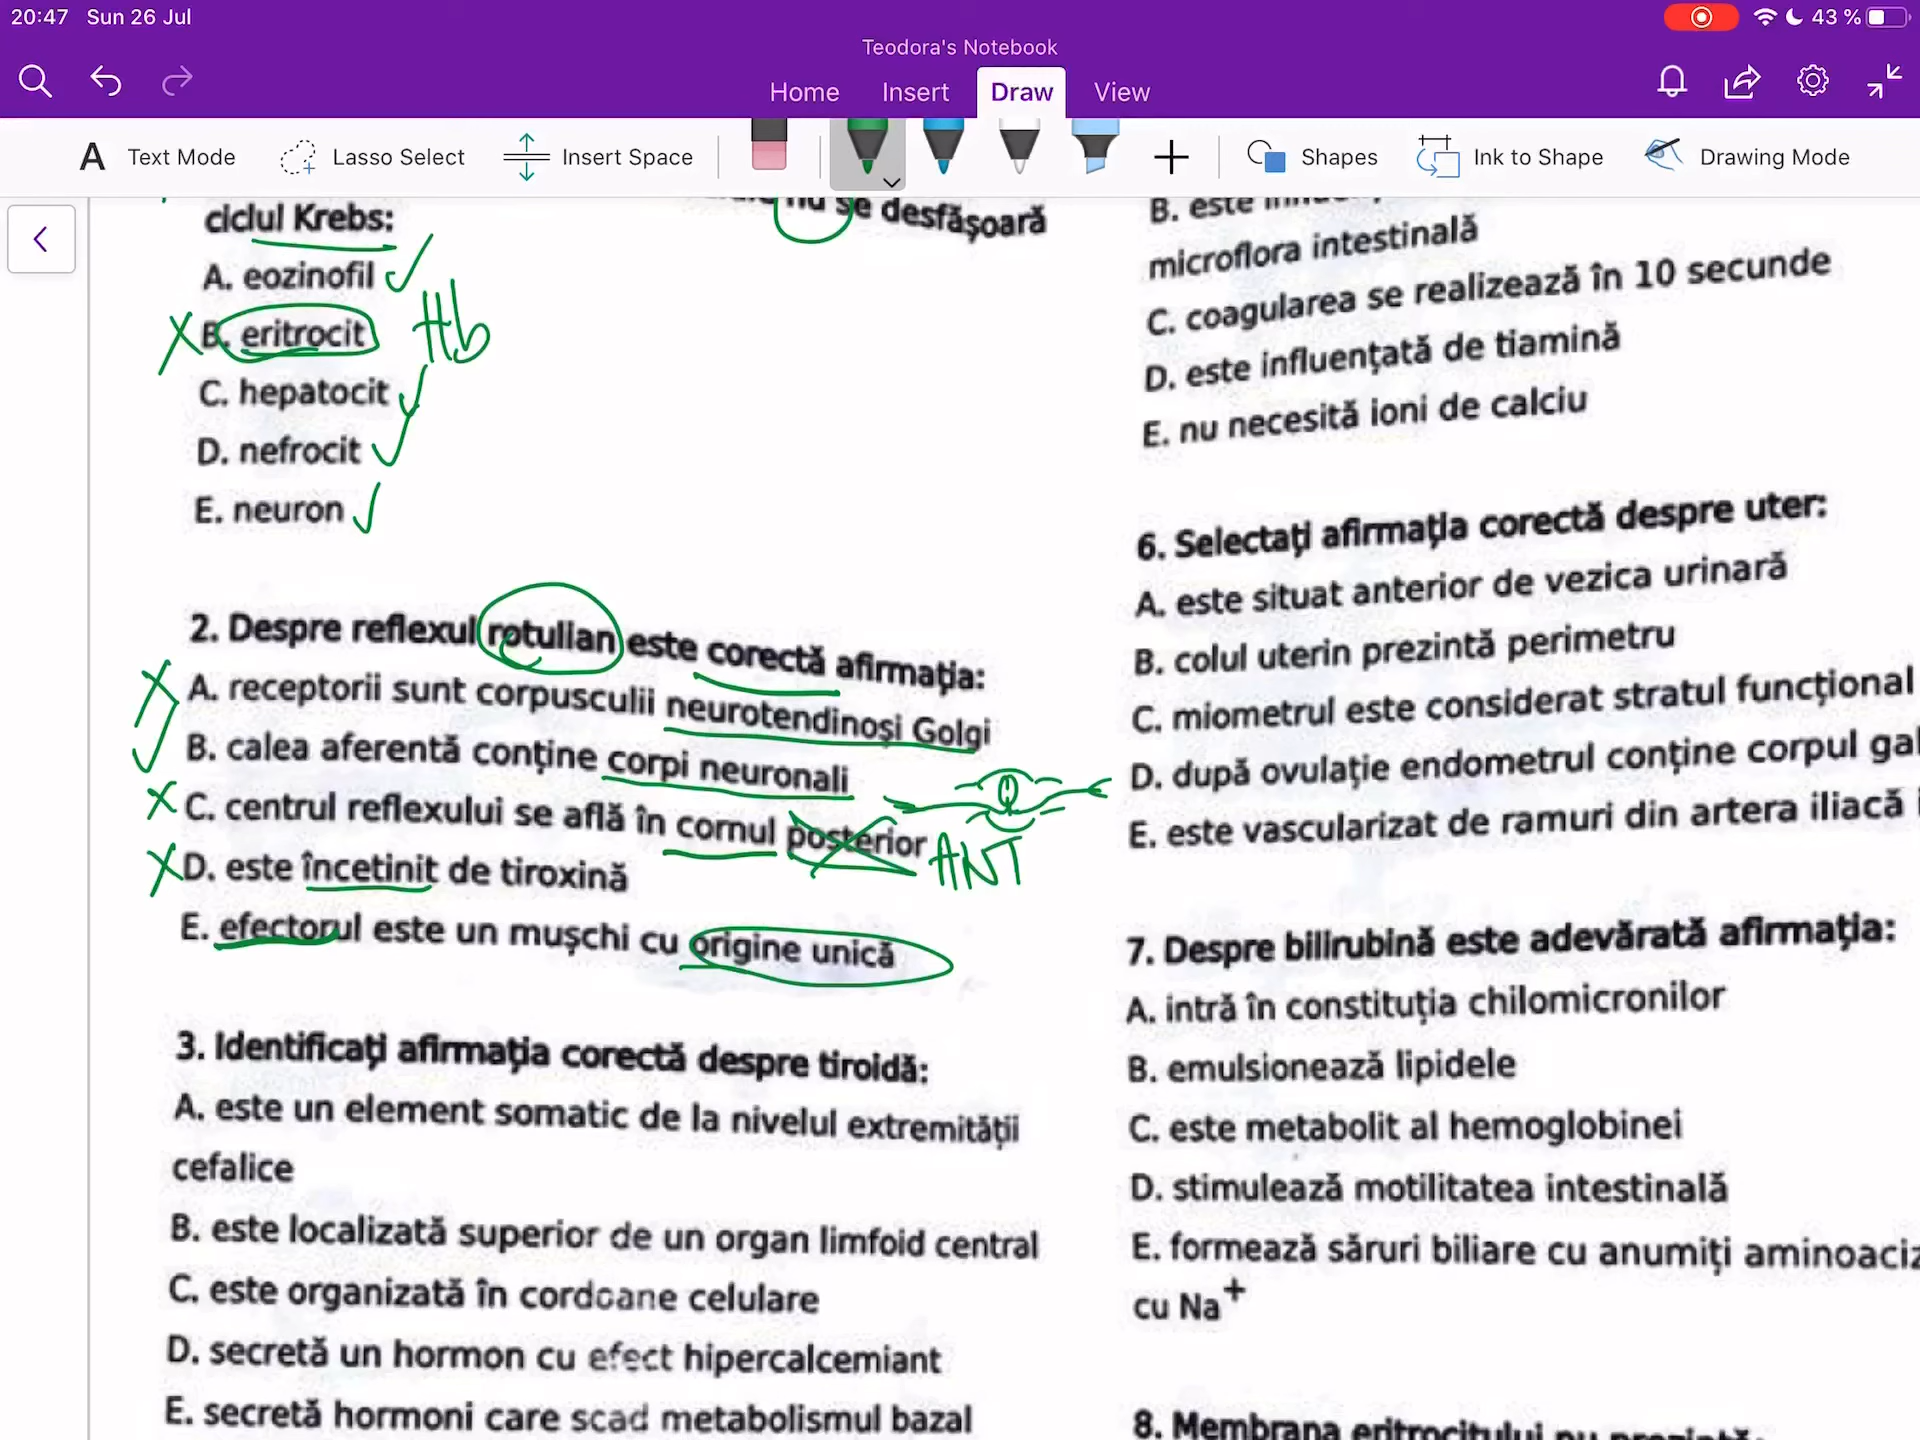 20:47 Sun 26 Jul
43 %
Teodora's Notebook
Home Insert Draw View
A Text Mode Lasso Select Insert Space Shapes Ink to Shape Drawing Mode
nu se desfășoară
ciclul Krebs:
A. eozinofil
B. eritrocit Hb
C. hepatocit
D. nefrocit
E. neuron
2. Despre reflexul rotulian este corectă afirmația:
A. receptorii sunt corpusculii neurotendinoși Golgi
B. calea aferentă conține corpi neuronali
C. centrul reflexului se află în cornul posterior ANT
D. este încetinit de tiroxină
E. efectorul este un mușchi cu origine unică
3. Identificați afirmația corectă despre tiroidă:
A. este un element somatic de la nivelul extremității
cefalice
B. este localizată superior de un organ limfoid central
C. este organizată în cordoane celulare
D. secretă un hormon cu efect hipercalcemiant
E. secretă hormoni care scad metabolismul bazal
B. este
microflora intestinală
C. coagularea se realizează în 10 secunde
D. este influențată de tiamină
E. nu necesită ioni de calciu
6. Selectați afirmația corectă despre uter:
A. este situat anterior de vezica urinară
B. colul uterin prezintă perimetru
C. miometrul este considerat stratul funcțional
D. după ovulație endometrul conține corpul
E. este vascularizat de ramuri din artera iliacă
7. Despre bilirubină este adevărată afirmația:
A. intră în constituția chilomicronilor
B. emulsionează lipidele
C. este metabolit al hemoglobinei
D. stimulează motilitatea intestinală
E. formează săruri biliare cu anumiți
cu Na+
8. Membrana eritrocitului nu prezintă: